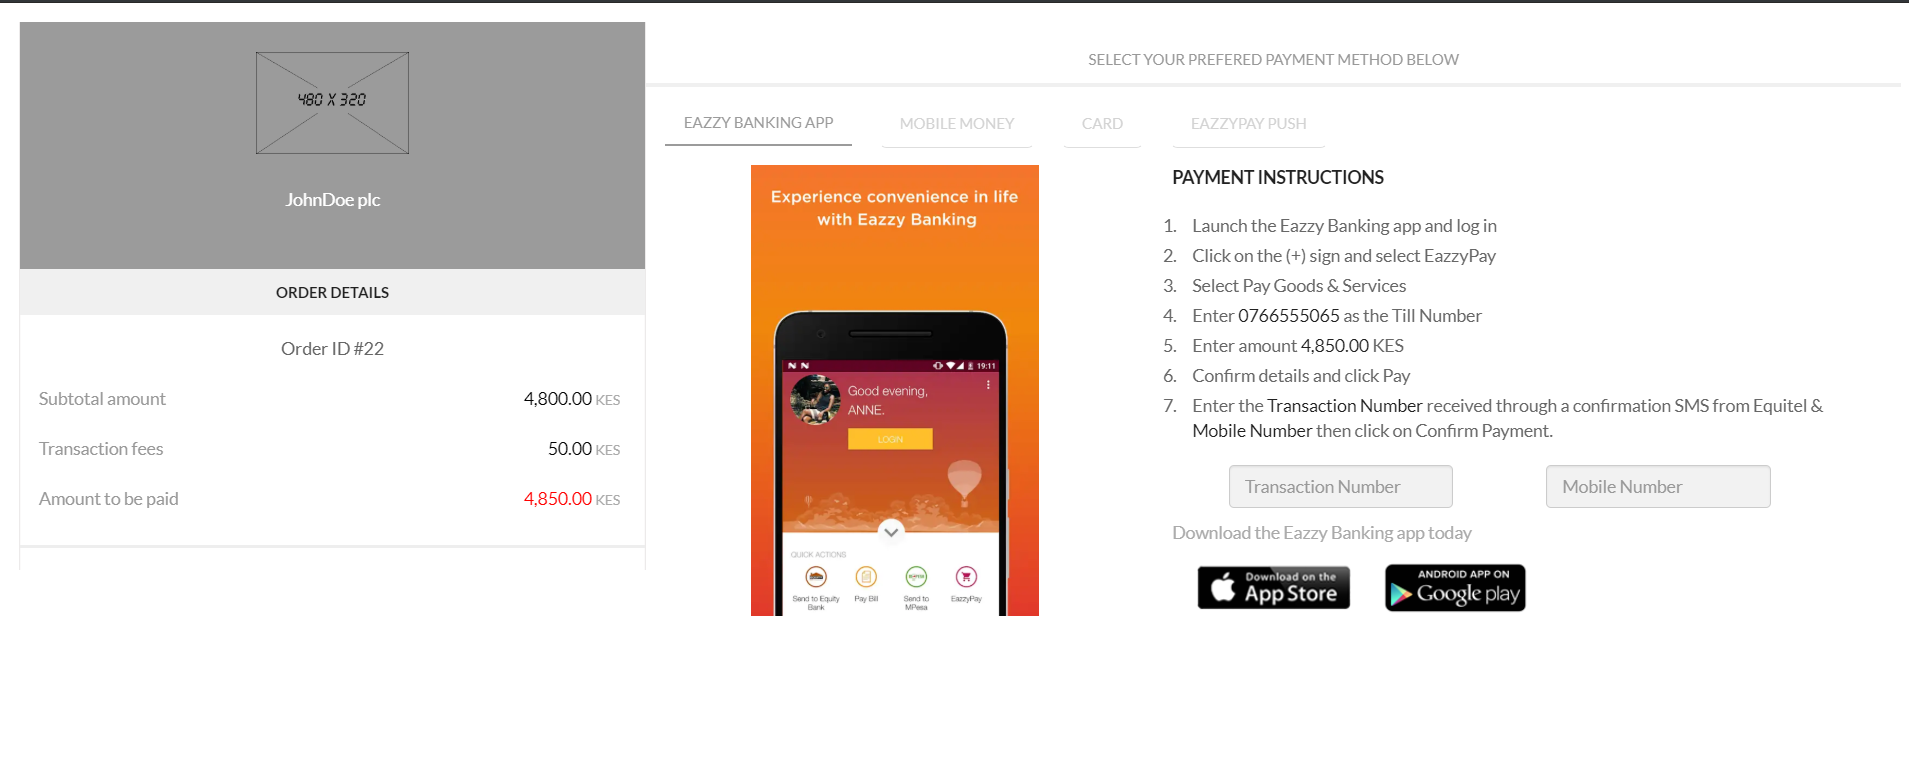 480 X 320
JohnDoe plc
ORDER DETAILS
Order ID #22
Subtotal amount 4,800.00 KES
Transaction fees 50.00 KES
Amount to be paid 4,850.00 KES
SELECT YOUR PREFERED PAYMENT METHOD BELOW
EAZZY BANKING APP MOBILE MONEY CARD EAZZYPAY PUSH
Experience convenience in life
with Eazzy Banking
19:11
Good evening,
ANNE.
LOGIN
QUICK ACTIONS
Send to Equity
Bank
Pay Bill
Send to
MPesa
EazzyPay
PAYMENT INSTRUCTIONS
1. Launch the Eazzy Banking app and log in
2. Click on the (+) sign and select EazzyPay
3. Select Pay Goods & Services
4. Enter 0766555065 as the Till Number
5. Enter amount 4,850.00 KES
6. Confirm details and click Pay
7. Enter the Transaction Number received through a confirmation SMS from Equitel &
Mobile Number then click on Confirm Payment.
Transaction Number Mobile Number
Download the Eazzy Banking app today
Download on the
App Store
ANDROID APP ON
Google play